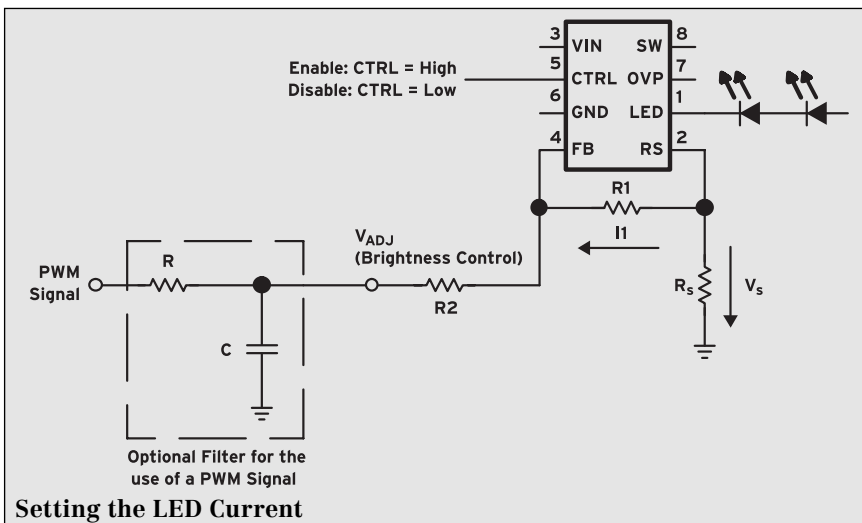 3
VIN
SW
8
Enable: CTRL = High
Disable: CTRL = Low
5
CTRL
OVP
7
6
GND
LED
1
4
FB
RS
2
R1
I1
PWM
Signal
R
C
VADJ
(Brightness Control)
R2
Rs
Vs
Optional Filter for the
use of a PWM Signal
Setting the LED Current